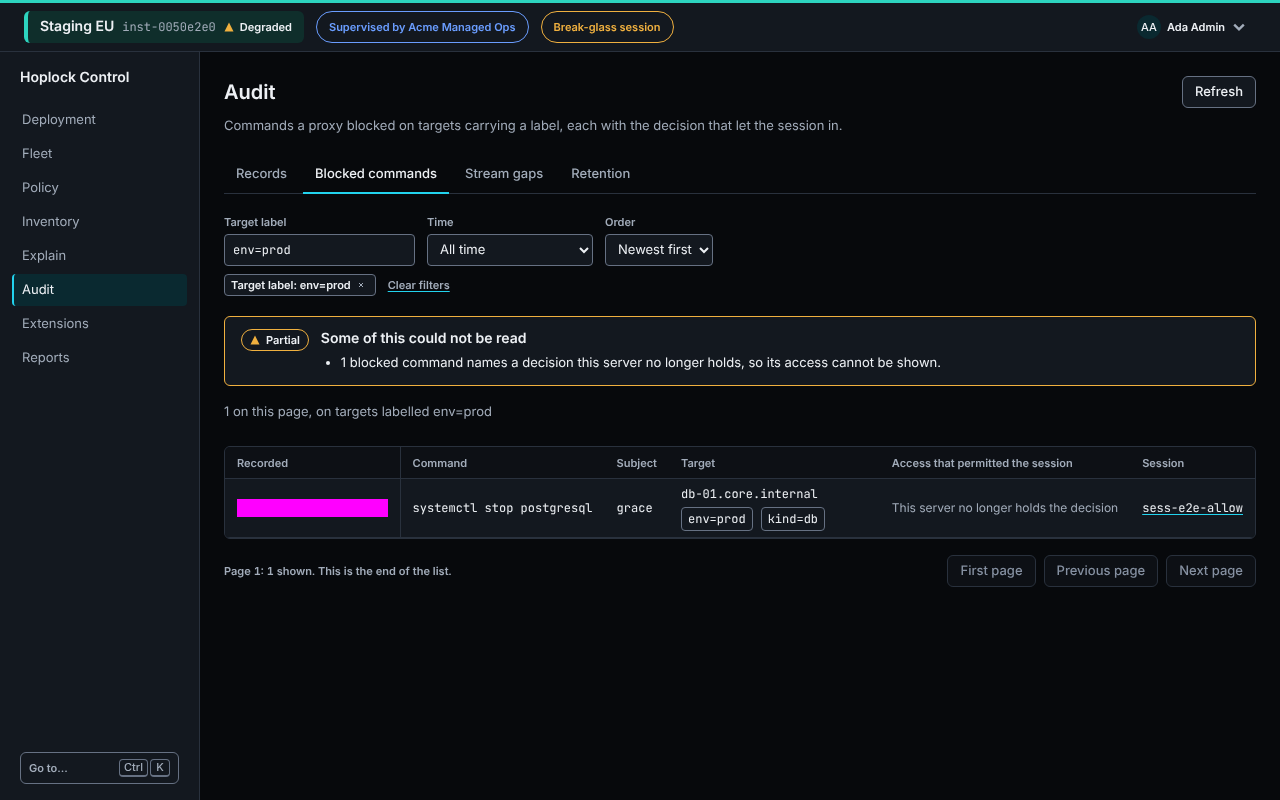 Staging EU inst-0050e2e0 Degraded Supervised by Acme Managed Ops Break-glass session AA Ada Admin
Hoplock Control
Deployment
Fleet
Policy
Inventory
Explain
Audit
Extensions
Reports
Go to... Ctrl K
Audit
Refresh
Commands a proxy blocked on targets carrying a label, each with the decision that let the session in.
Records Blocked commands Stream gaps Retention
Target label Time Order
env=prod All time Newest first
Target label: env=prod × Clear filters
Partial Some of this could not be read
• 1 blocked command names a decision this server no longer holds, so its access cannot be shown.
1 on this page, on targets labelled env=prod
Recorded Command Subject Target Access that permitted the session Session
systemctl stop postgresql grace db-01.core.internal This server no longer holds the decision sess-e2e-allow
env=prod kind=db
Page 1: 1 shown. This is the end of the list. First page Previous page Next page